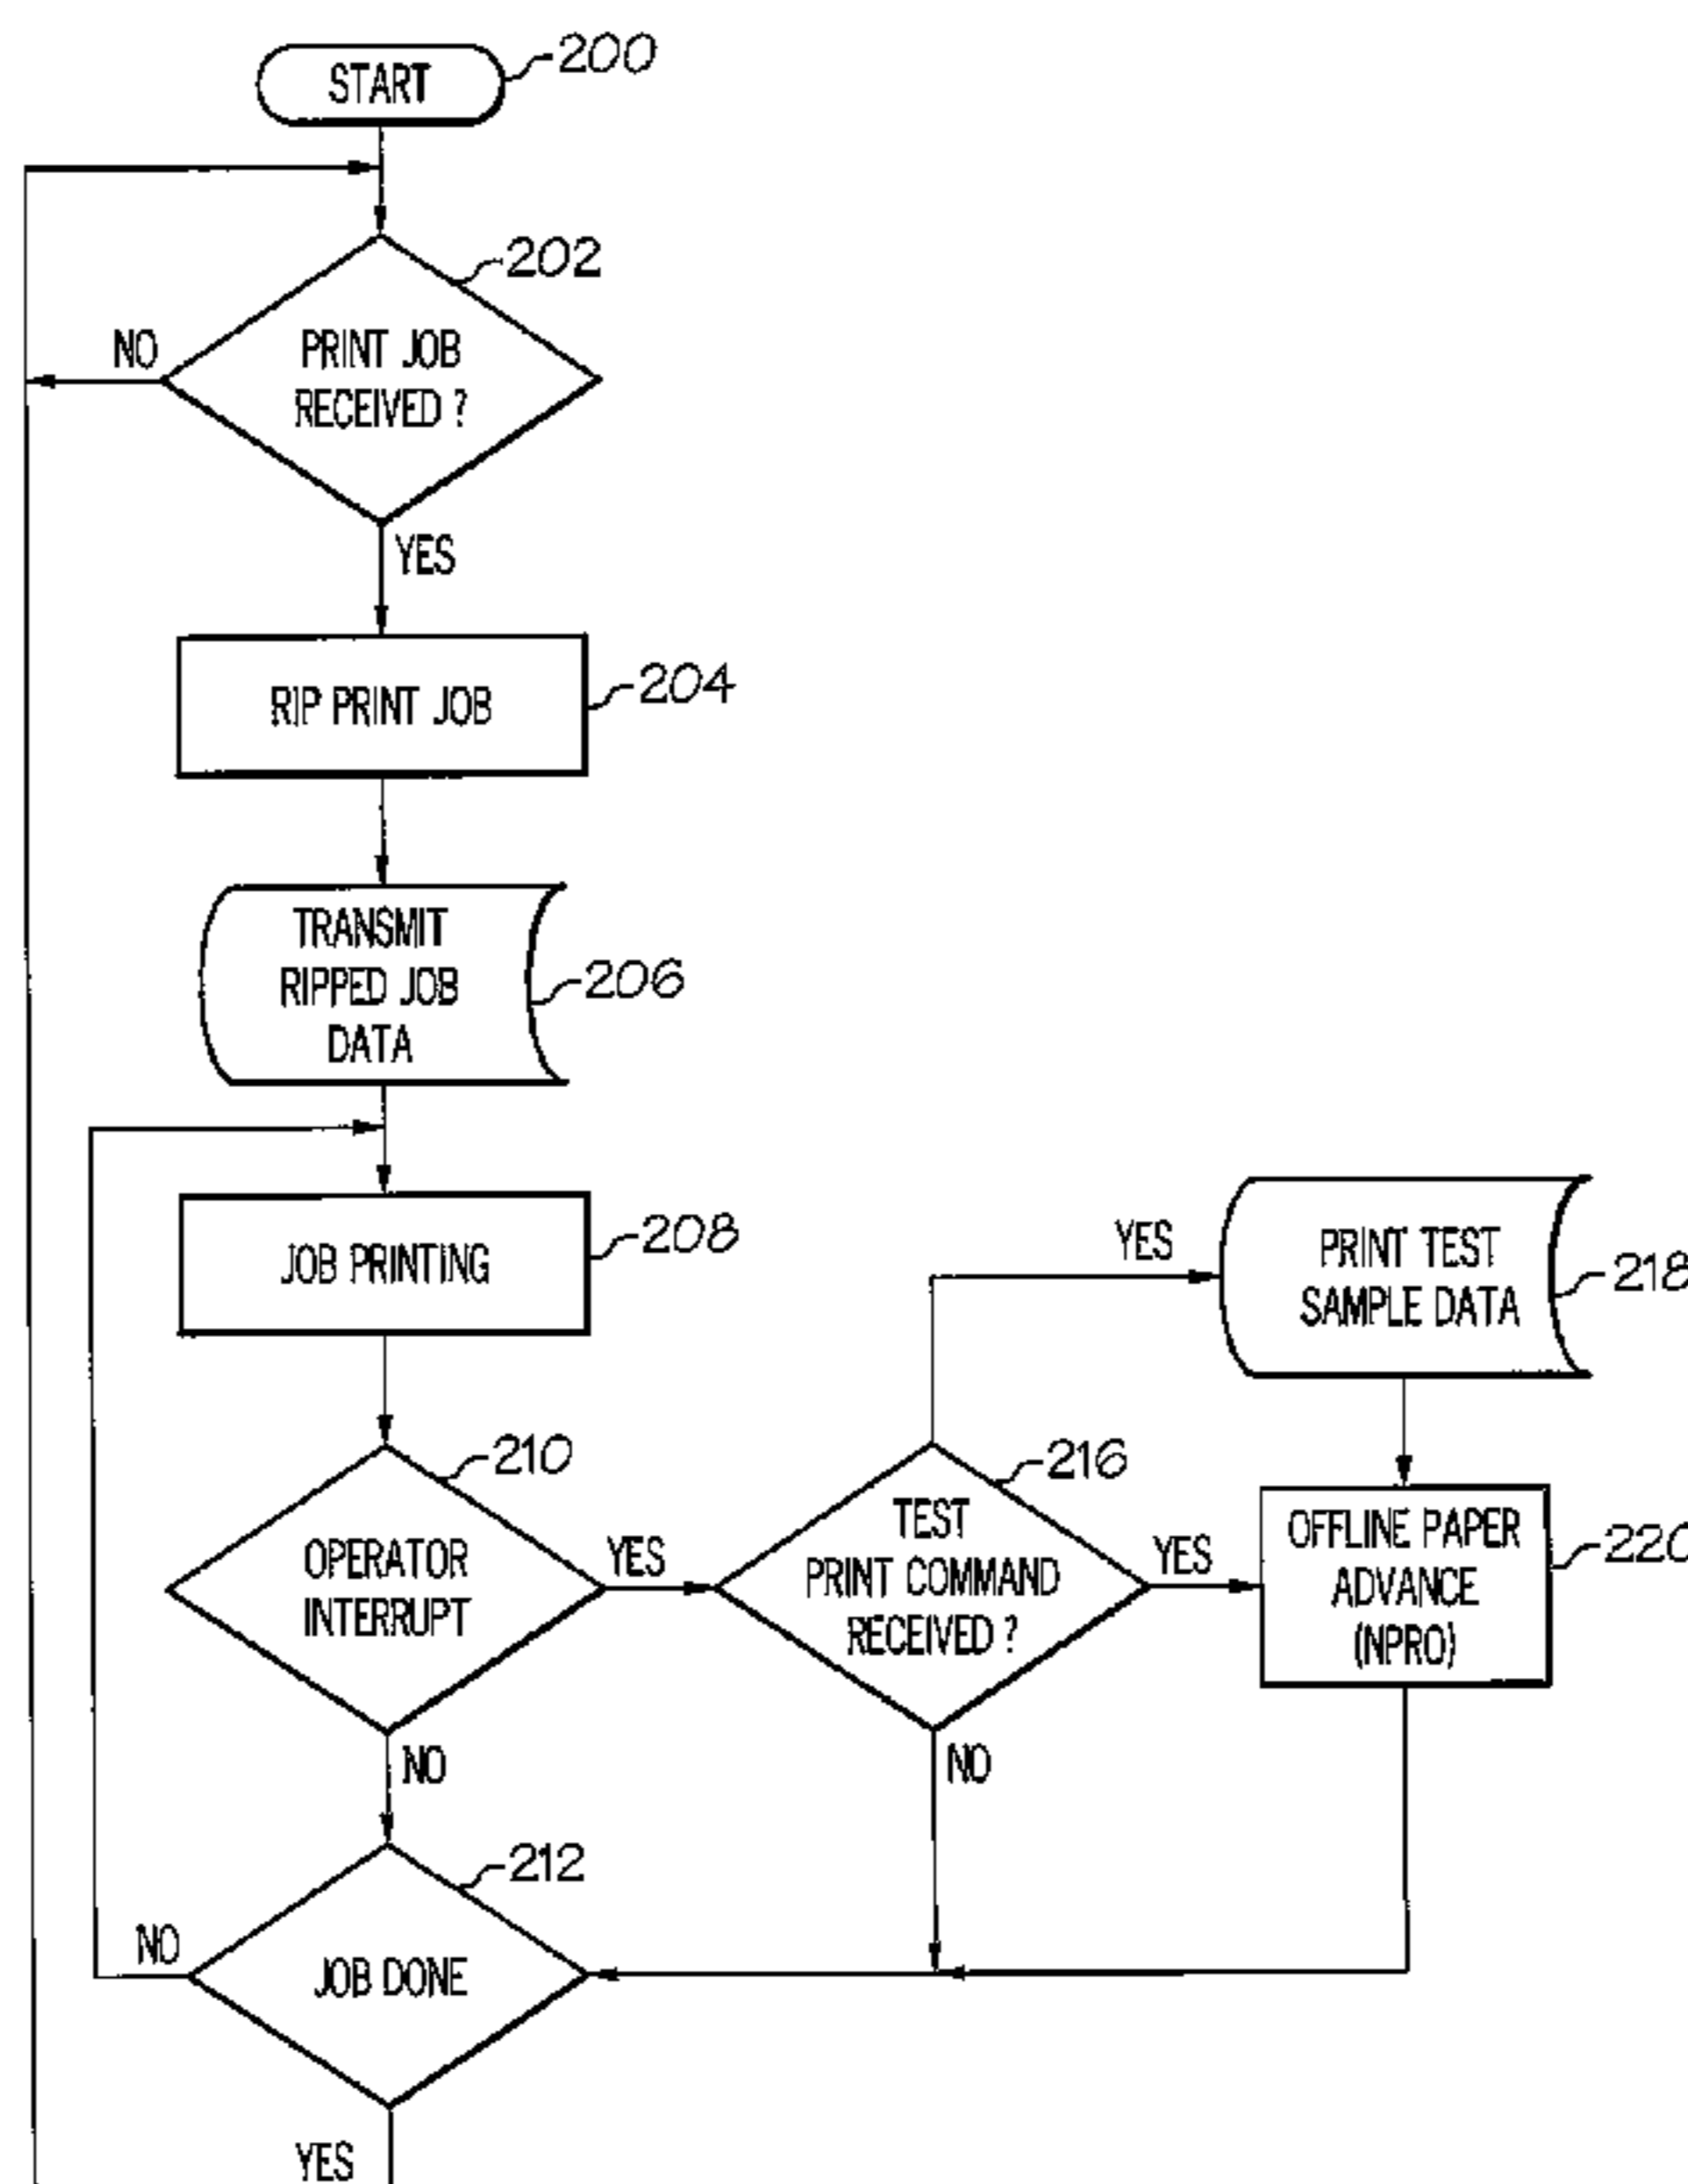 START
200
202
NO
PRINT JOB
RECEIVED ?
YES
RIP PRINT JOB
204
TRANSMIT
RIPPED JOB
DATA
206
JOB PRINTING
208
YES
PRINT TEST
SAMPLE DATA
218
210
OPERATOR
INTERRUPT
YES
216
TEST
PRINT COMMAND
RECEIVED ?
YES
OFFLINE PAPER
ADVANCE
(NPRO)
220
NO
NO
212
NO
JOB DONE
YES